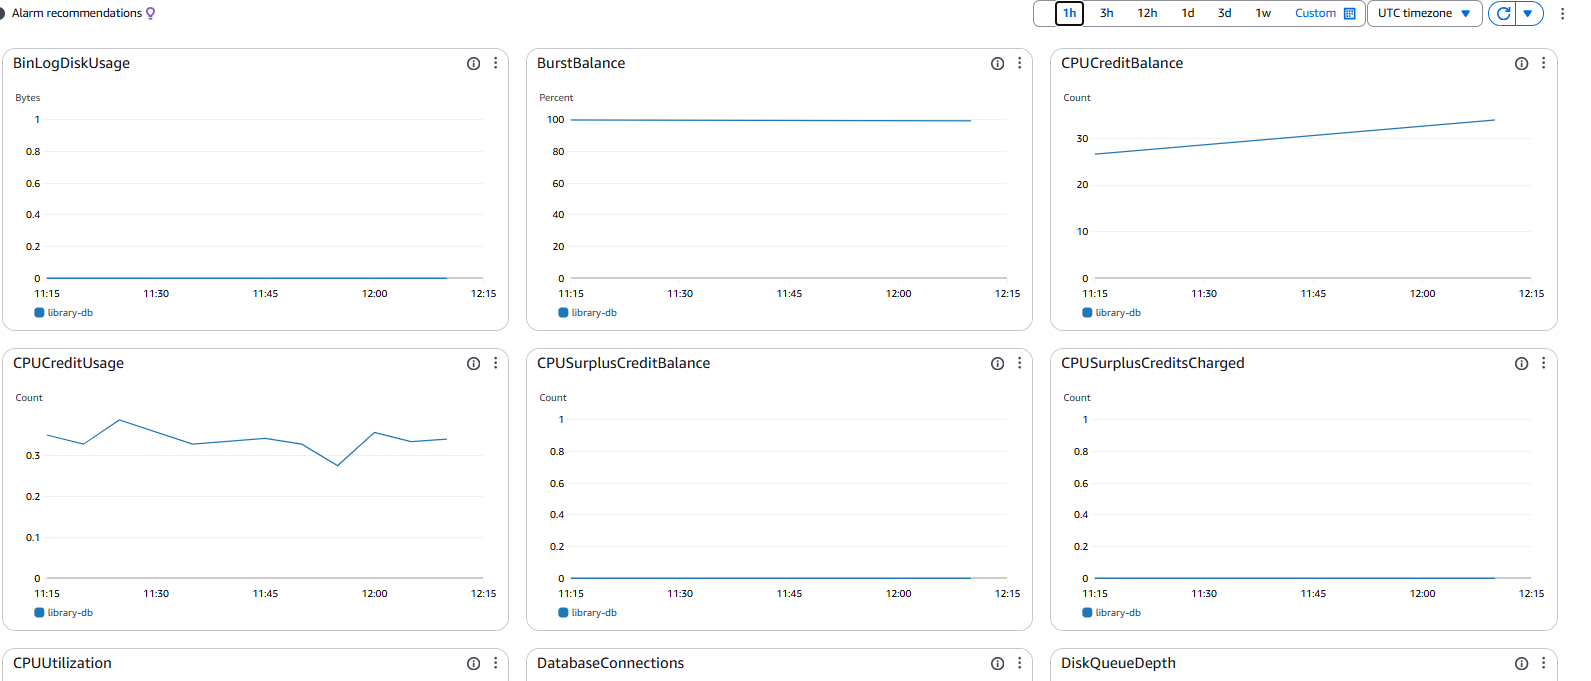 Alarm recommendations
1h 3h 12h 1d 3d 1w Custom UTC timezone
BinLogDiskUsage
Bytes
1
0.8
0.6
0.4
0.2
0
11:15 11:30 11:45 12:00 12:15
library-db
BurstBalance
Percent
100
80
60
40
20
0
11:15 11:30 11:45 12:00 12:15
library-db
CPUCreditBalance
Count
30
20
10
0
11:15 11:30 11:45 12:00 12:15
library-db
CPUCreditUsage
Count
0.3
0.2
0.1
0
11:15 11:30 11:45 12:00 12:15
library-db
CPUSurplusCreditBalance
Count
1
0.8
0.6
0.4
0.2
0
11:15 11:30 11:45 12:00 12:15
library-db
CPUSurplusCreditsCharged
Count
1
0.8
0.6
0.4
0.2
0
11:15 11:30 11:45 12:00 12:15
library-db
CPUUtilization
DatabaseConnections
DiskQueueDepth